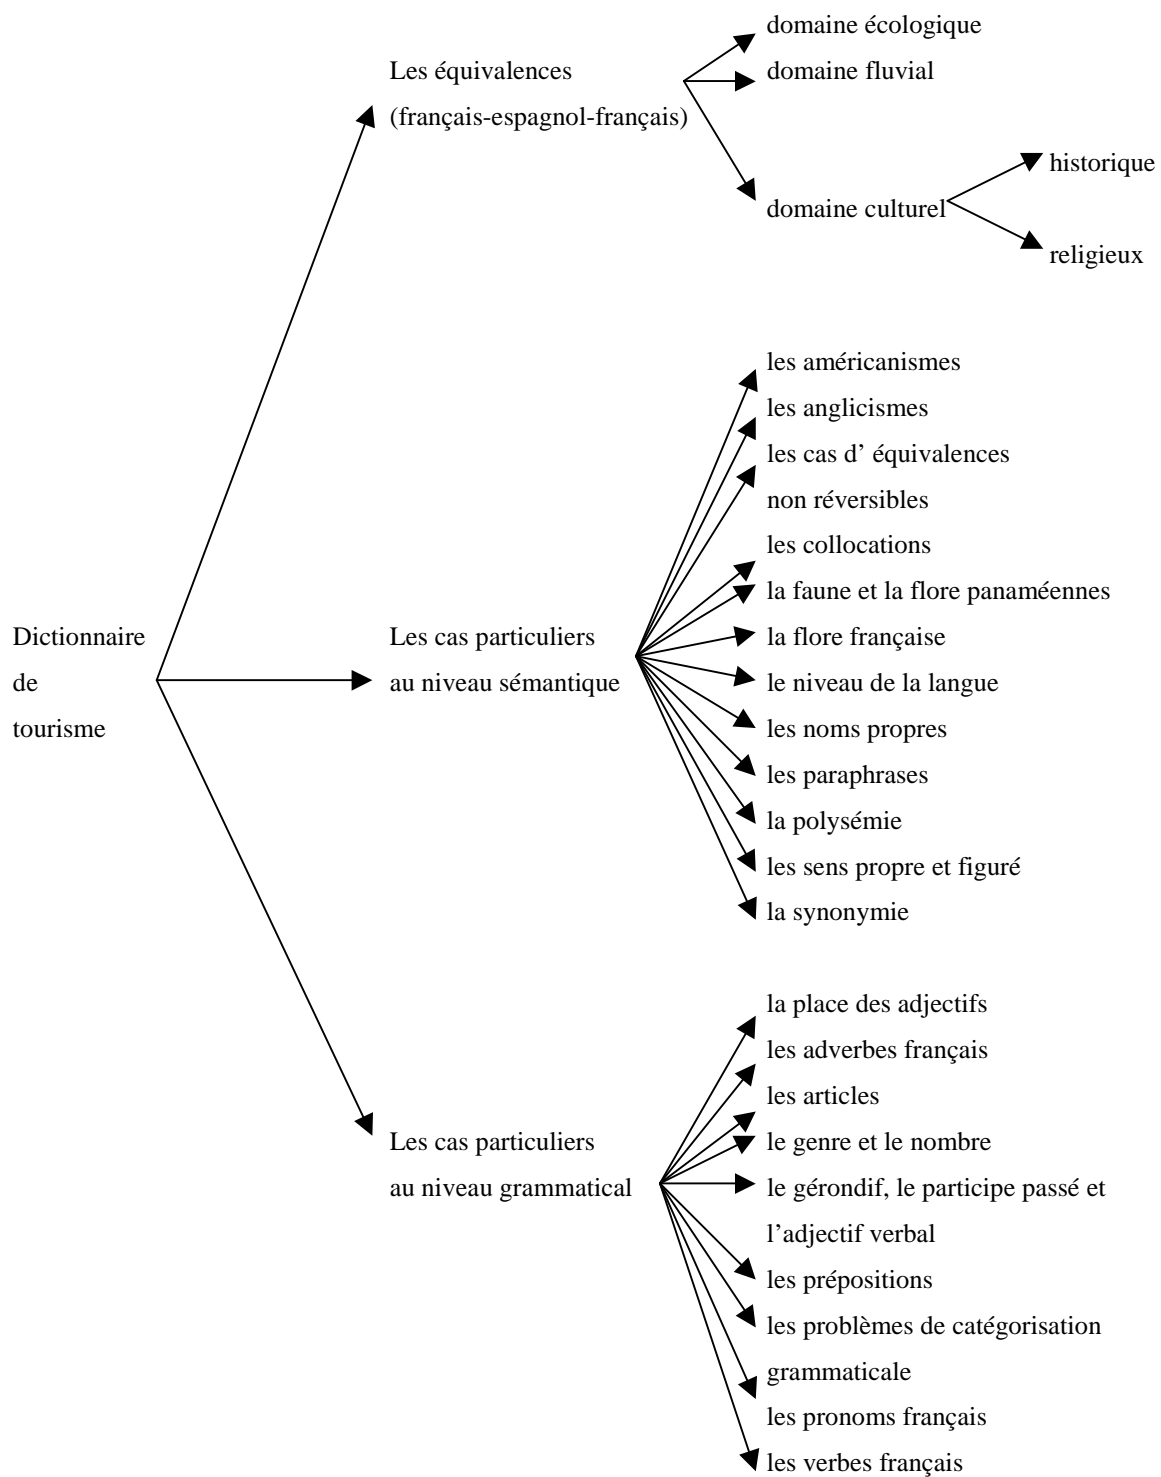 domaine écologique
Les équivalences
domaine fluvial
(français-espagnol-français)
historique
domaine culturel
religieux
les américanismes
les anglicismes
les cas d’ équivalences
non réversibles
les collocations
la faune et la flore panaméennes
Dictionnaire
de
tourisme
Les cas particuliers
au niveau sémantique
la flore française
le niveau de la langue
les noms propres
les paraphrases
la polysémie
les sens propre et figuré
la synonymie
la place des adjectifs
les adverbes français
les articles
Les cas particuliers
au niveau grammatical
le genre et le nombre
le gérondif, le participe passé et
l’adjectif verbal
les prépositions
les problèmes de catégorisation
grammaticale
les pronoms français
les verbes français